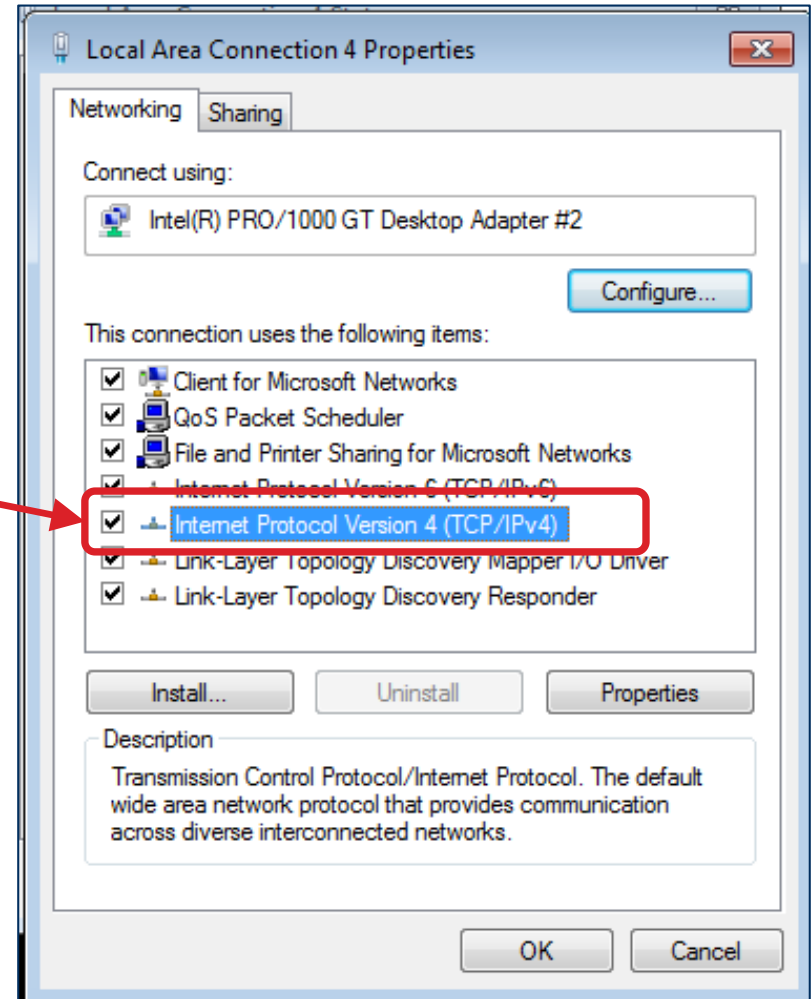 Local Area Connection 4 Properties
Networking
Sharing
Connect using:
Intel(R) PRO/1000 GT Desktop Adapter #2
Configure...
This connection uses the following items:
Client for Microsoft Networks
QoS Packet Scheduler
File and Printer Sharing for Microsoft Networks
Internet Protocol Version 6 (TCP/IPv6)
Internet Protocol Version 4 (TCP/IPv4)
Link-Layer Topology Discovery Mapper I/O Driver
Link-Layer Topology Discovery Responder
Install...
Uninstall
Properties
Description
Transmission Control Protocol/Internet Protocol. The default
wide area network protocol that provides communication
across diverse interconnected networks.
OK
Cancel